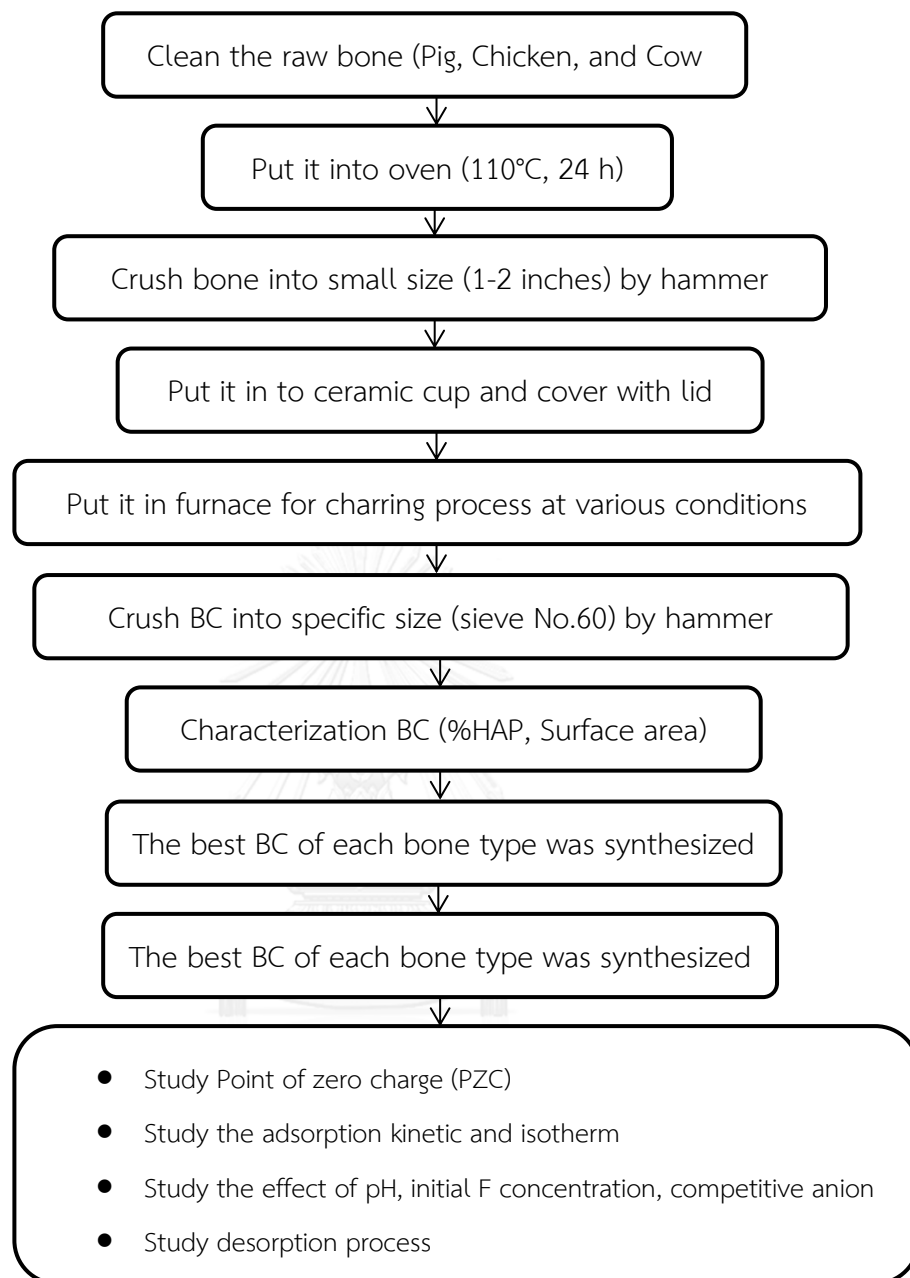 Clean the raw bone (Pig, Chicken, and Cow
Put it into oven (110°C, 24 h)
Crush bone into small size (1-2 inches) by hammer
Put it in to ceramic cup and cover with lid
Put it in furnace for charring process at various conditions
Crush BC into specific size (sieve No.60) by hammer
Characterization BC (%HAP, Surface area)
The best BC of each bone type was synthesized
The best BC of each bone type was synthesized
● Study Point of zero charge (PZC)
● Study the adsorption kinetic and isotherm
● Study the effect of pH, initial F concentration, competitive anion
● Study desorption process